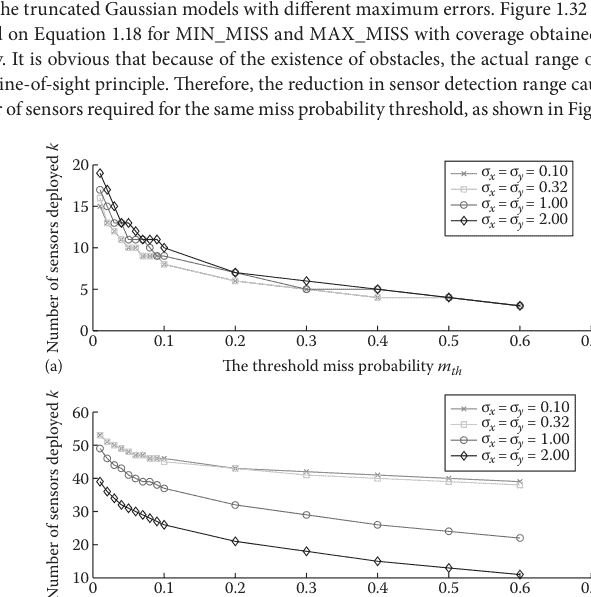 he truncated Gaussian models with different maximum errors. Figure 1.32
d on Equation 1.18 for MIN_MISS and MAX_MISS with coverage obtained
y. It is obvious that because of the existence of obstacles, the actual range o
ine-of-sight principle. Therefore, the reduction in sensor detection range cau
r of sensors required for the same miss probability threshold, as shown in Fig
Number of sensors deployed k
20
15
10
5
0
σx = σy = 0.10
σx = σy = 0.32
σx = σy = 1.00
σx = σy = 2.00
0 0.1 0.2 0.3 0.4 0.5 0.6 0.
(a) The threshold miss probability mth
Number of sensors deployed k
60
50
40
30
20
10
σx = σy = 0.10
σx = σy = 0.32
σx = σy = 1.00
σx = σy = 2.00
0 0.1 0.2 0.3 0.4 0.5 0.6 0.